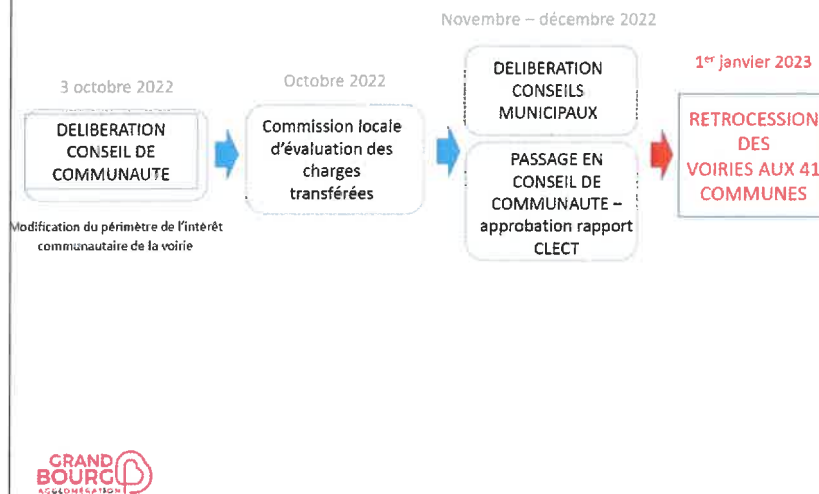 3 octobre 2022
DELIBERATION
CONSEIL DE
COMMUNAUTE
Modification du périmètre de l'intérêt
communautaire de la voirie
Octobre 2022
Commission locale
d'évaluation des
charges
transférées
Novembre – décembre 2022
DELIBERATION
CONSEILS
MUNICIPAUX
PASSAGE EN
CONSEIL DE
COMMUNAUTE –
approbation rapport
CLECT
1er janvier 2023
RETROCESSION
DES
VOIRIES AUX 41
COMMUNES
GRAND
BOURG
AGGLOMÉRATION